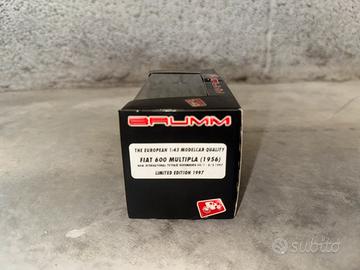 BRUMM
THE EUROPEAN 1:43 MODELCAR QUALITY
FIAT 600 MULTIPLA (1956)
LIMITED EDITION 1997
subito